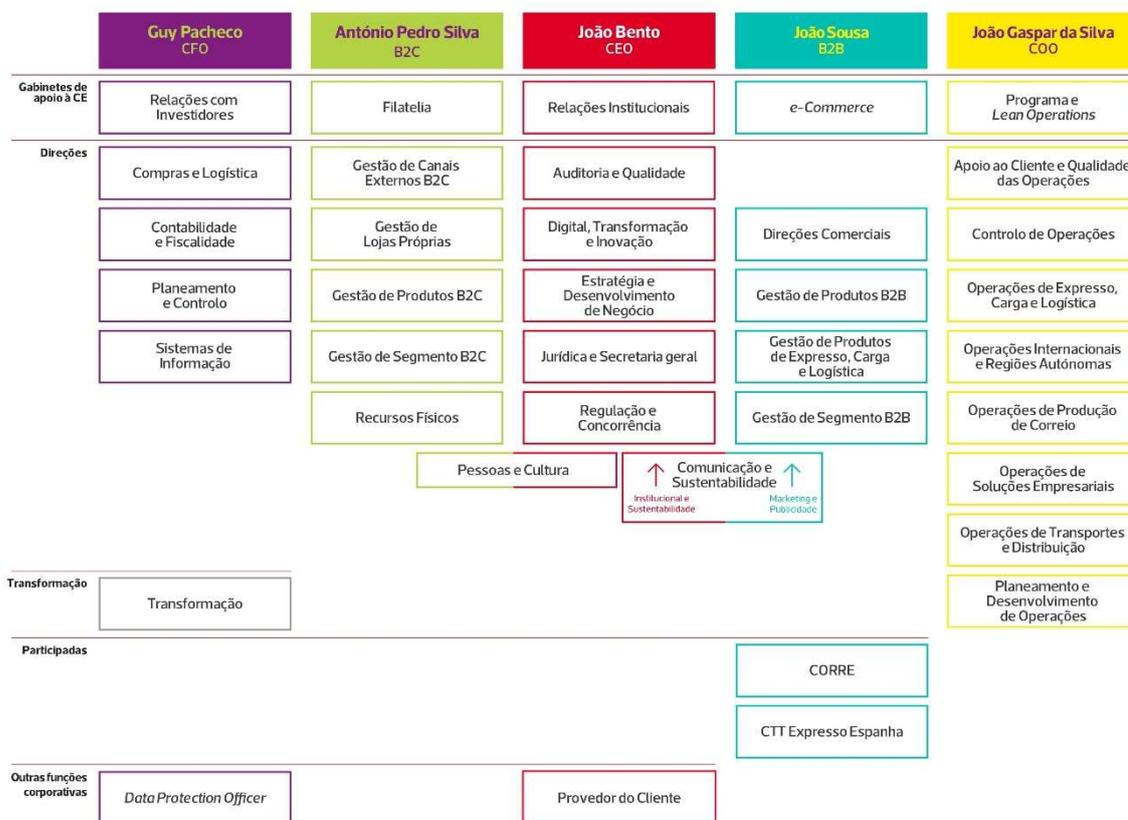 Guy Pacheco
CFO
António Pedro Silva
B2C
João Bento
CEO
João Sousa
B2B
João Gaspar da Silva
COO
Gabinetes de
apoio à CE
Relações com
Investidores
Filatelia
Relações Institucionais
e-Commerce
Programa e
Lean Operations
Direções
Compras e Logística
Gestão de Canais
Externos B2C
Auditoria e Qualidade
Apoio ao Cliente e Qualidade
das Operações
Contabilidade
e Fiscalidade
Gestão de
Lojas Próprias
Digital, Transformação
e Inovação
Direções Comerciais
Controlo de Operações
Planeamento
e Controlo
Gestão de Produtos B2C
Estratégia e
Desenvolvimento
de Negócio
Gestão de Produtos B2B
Operações de Expresso,
Carga e Logística
Sistemas de
Informação
Gestão de Segmento B2C
Jurídica e Secretaria geral
Gestão de Produtos
de Expresso, Carga
e Logística
Operações Internacionais
e Regiões Autónomas
Recursos Físicos
Regulação e
Concorrência
Gestão de Segmento B2B
Operações de Produção
de Correio
Pessoas e Cultura
Comunicação e
Sustentabilidade
Institucional e
Sustentabilidade
Marketing e
Publicidade
Operações de
Soluções Empresariais
Operações de Transportes
e Distribuição
Transformação
Transformação
Planeamento e
Desenvolvimento
de Operações
Participadas
CORRE
CTT Expresso Espanha
Outras funções
corporativas
Data Protection Officer
Provedor do Cliente